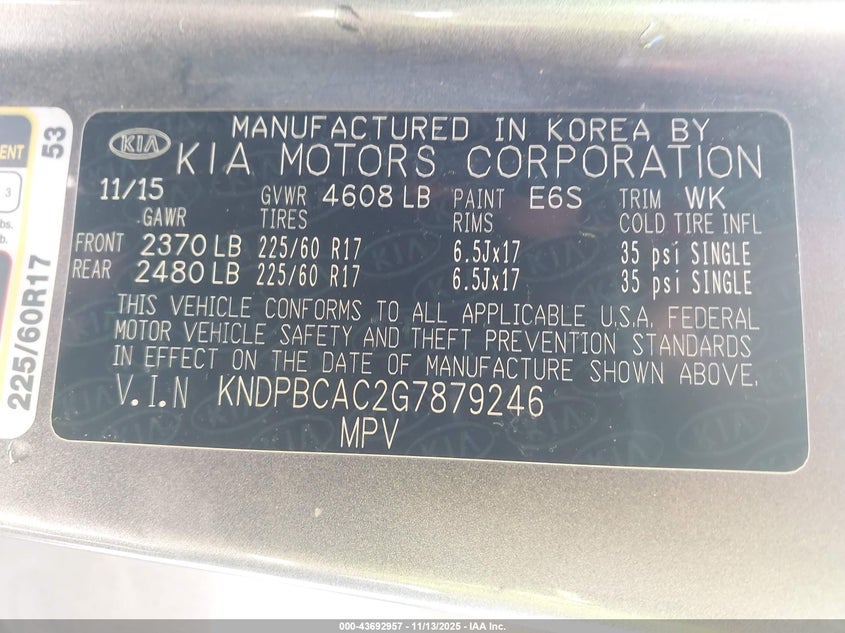 KIA
MANUFACTURED IN KOREA BY
KIA MOTORS CORPORATION
11/15 GVWR 4608 LB PAINT E6S TRIM WK
GAWR TIRES RIMS COLD TIRE INFL
FRONT 2370 LB 225/60 R17 6.5Jx17 35 psi SINGLE
REAR 2480 LB 225/60 R17 6.5Jx17 35 psi SINGLE
THIS VEHICLE CONFORMS TO ALL APPLICABLE U.S.A. FEDERAL
MOTOR VEHICLE SAFETY AND THEFT PREVENTION STANDARDS
IN EFFECT ON THE DATE OF MANUFACTURE SHOWN ABOVE.
V.I.N KNDPBCAC2G7879246
MPV
53
3
225/60R17
000-43692957 - 11/13/2025 - IAA Inc.